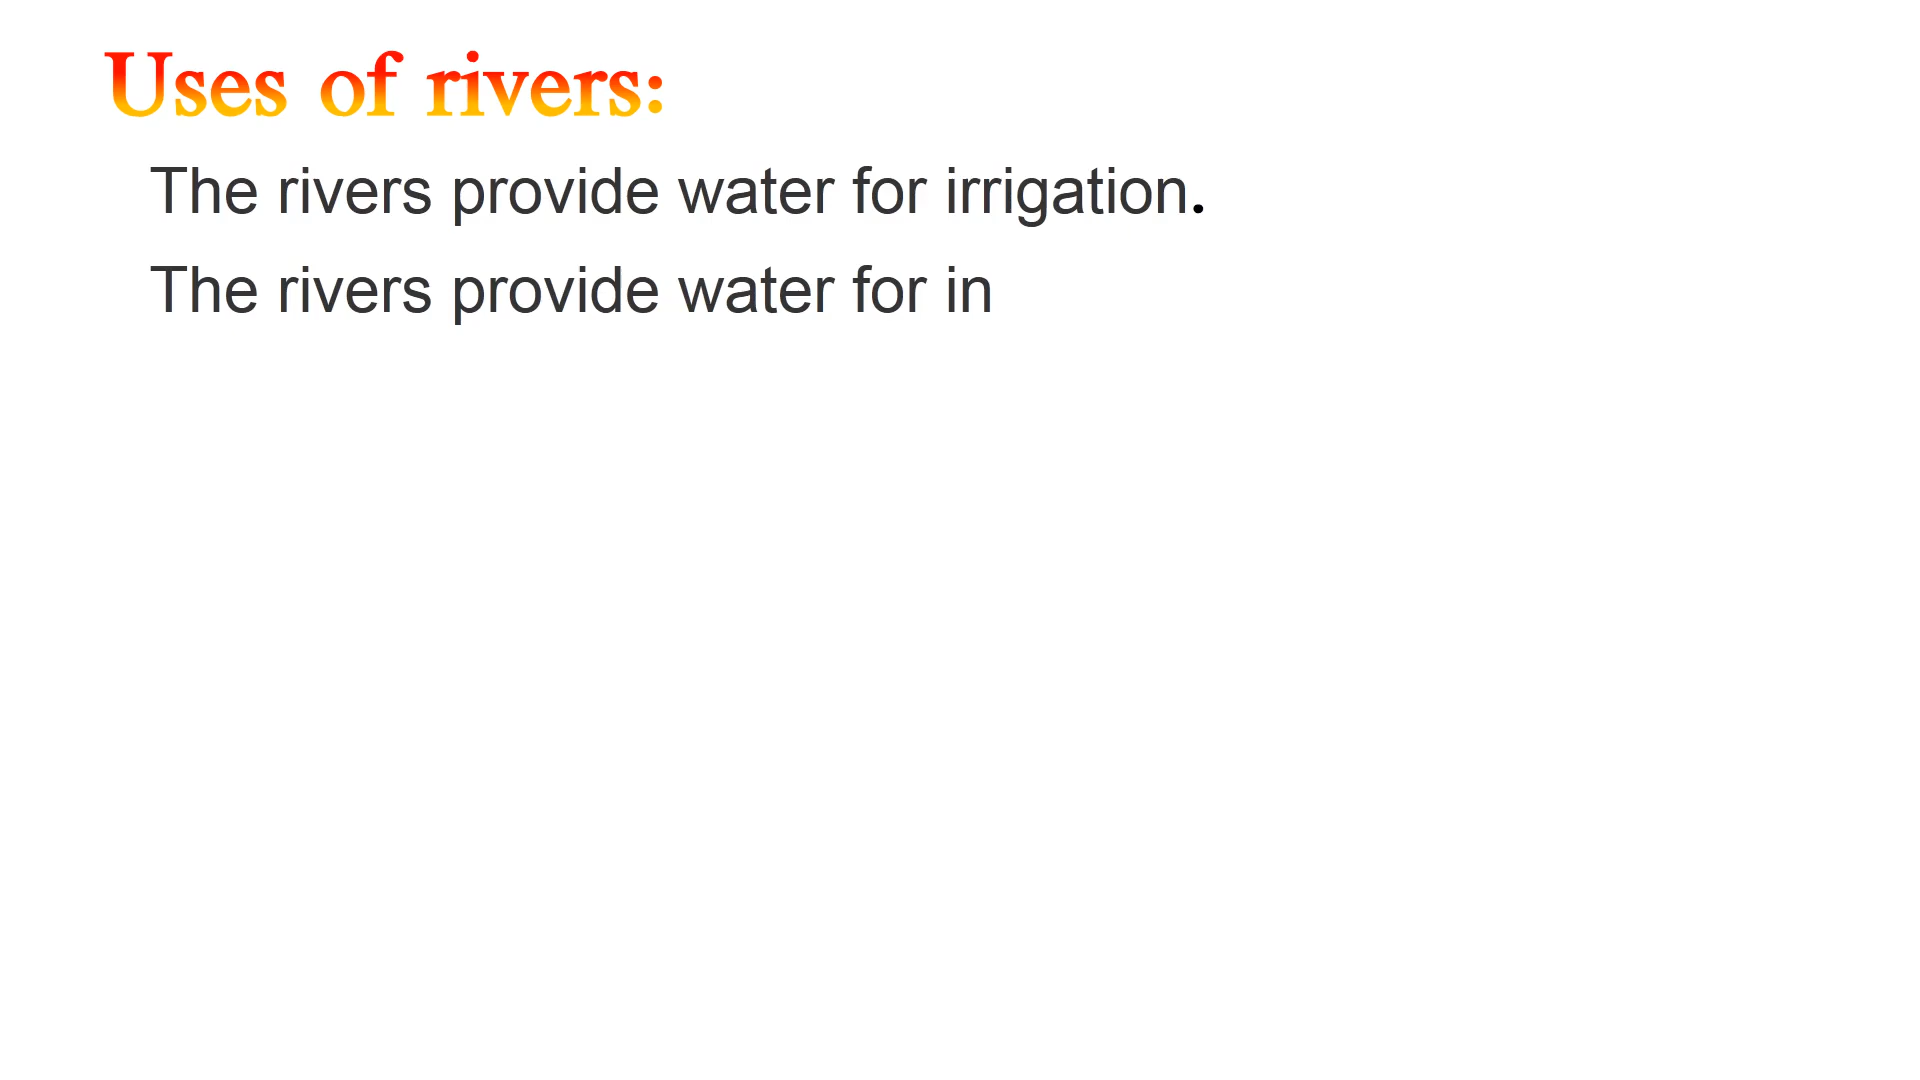 Uses of rivers:
The rivers provide water for irrigation.
The rivers provide water for in